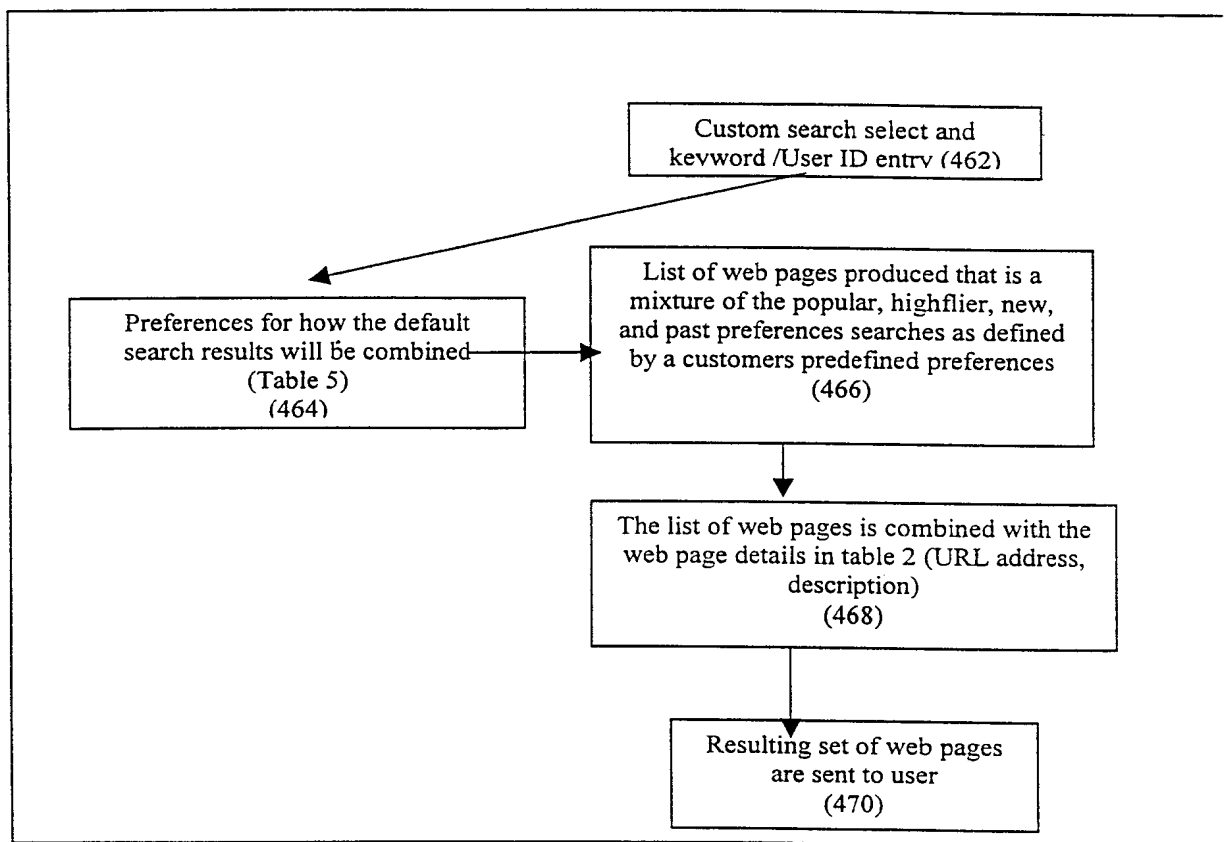 Custom search select and
keyword /User ID entry (462)
Preferences for how the default
search results will be combined
(Table 5)
(464)
List of web pages produced that is a
mixture of the popular, highflier, new,
and past preferences searches as defined
by a customers predefined preferences
(466)
The list of web pages is combined with the
web page details in table 2 (URL address,
description)
(468)
Resulting set of web pages
are sent to user
(470)